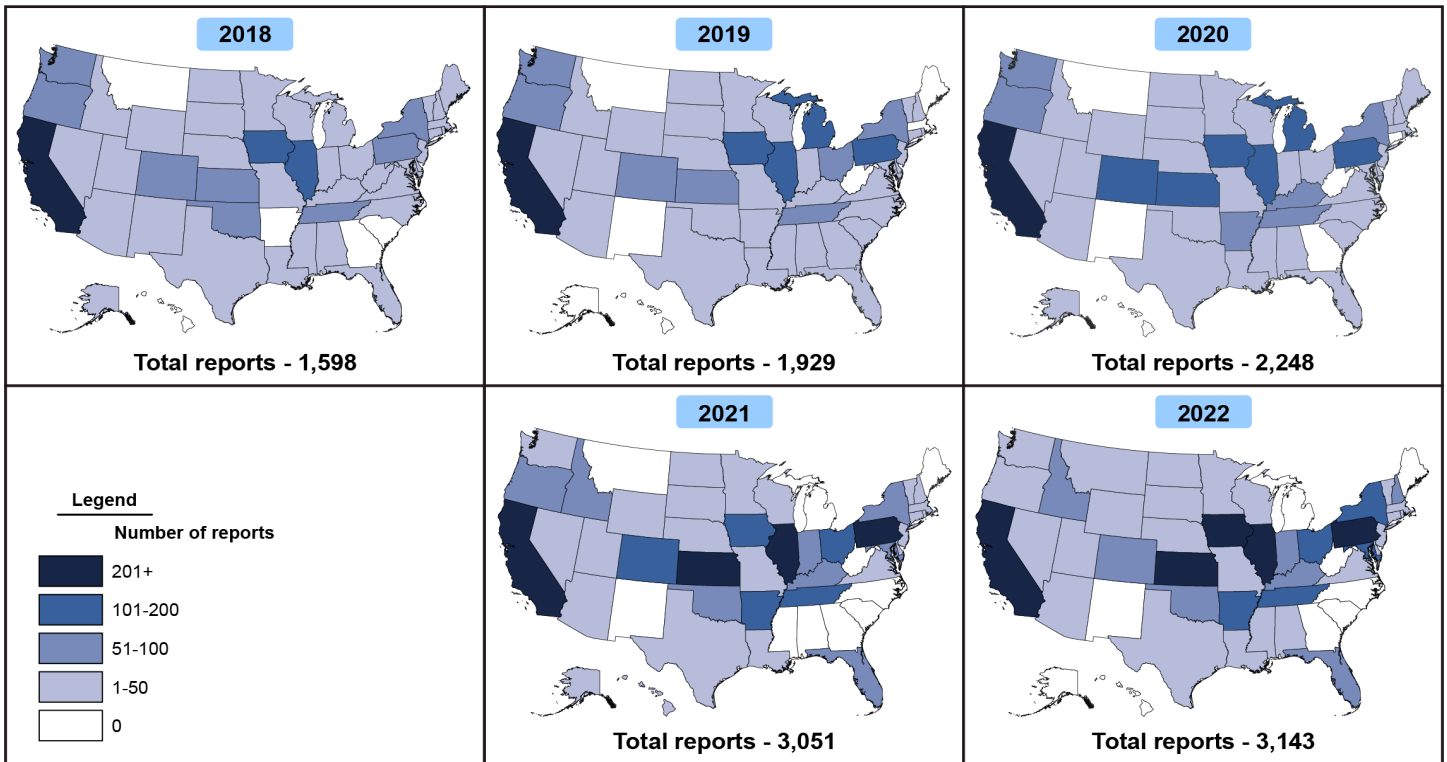 2018
2019
2020
Total reports - 1,598
Total reports - 1,929
Total reports - 2,248
2021
2022
Legend
Number of reports
201+
101-200
51-100
1-50
0
Total reports - 3,051
Total reports - 3,143